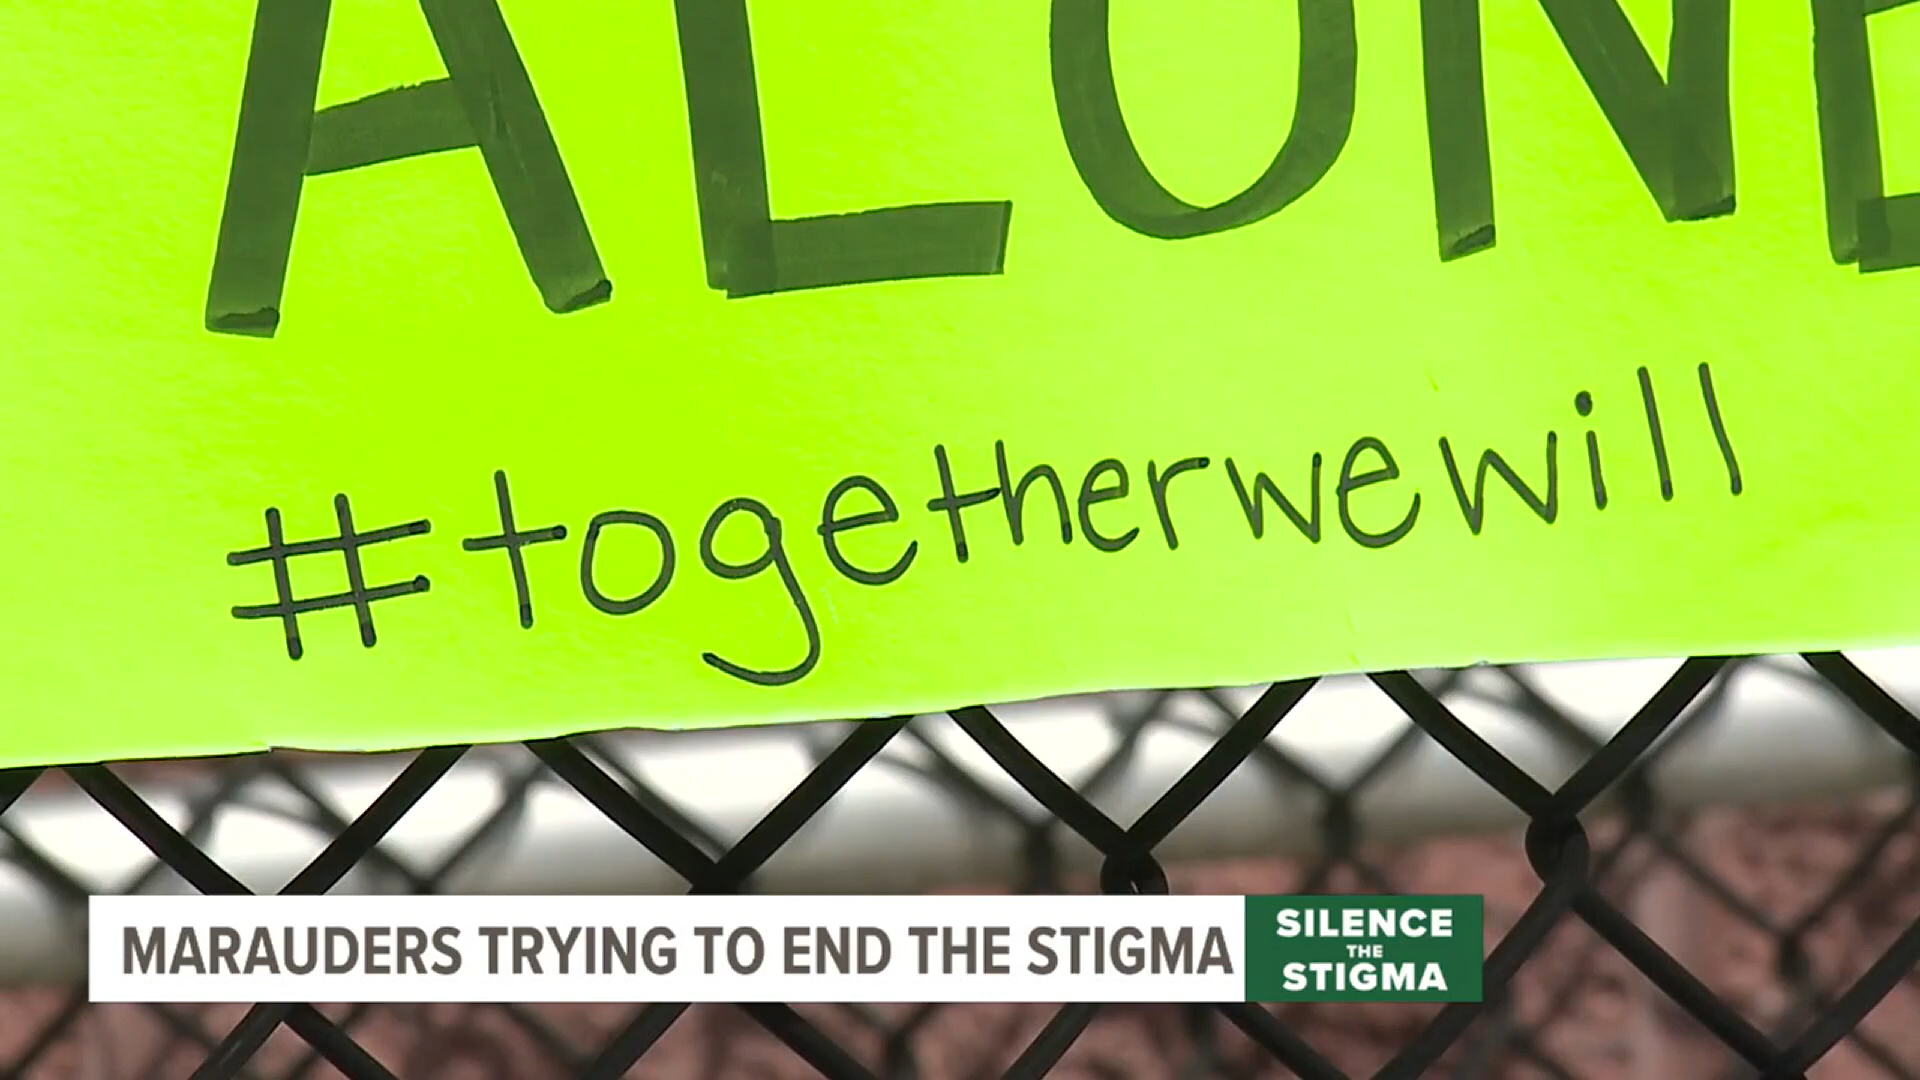 ALONE
#togetherwewill
MARAUDERS TRYING TO END THE STIGMA
SILENCE
THE
STIGMA